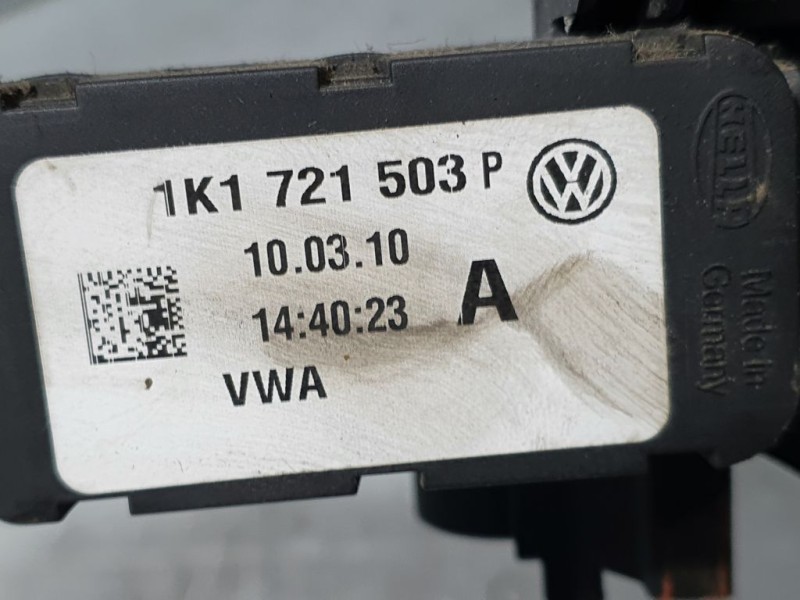 1K1 721 503 P
10.03.10
14:40:23
A
VWA
HELLA
Made in
Germany